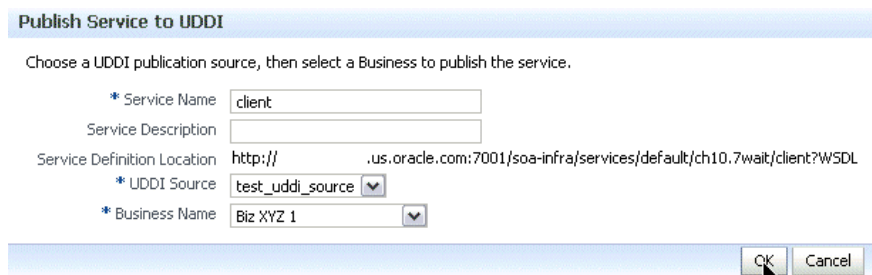 Publish Service to UDDI
Choose a UDDI publication source, then select a Business to publish the service.
* Service Name client
Service Description
Service Definition Location http:// .us.oracle.com:7001/soa-infra/services/default/ch10.7wait/client?WSDL
* UDDI Source test_uddi_source
* Business Name Biz XYZ 1
OK Cancel